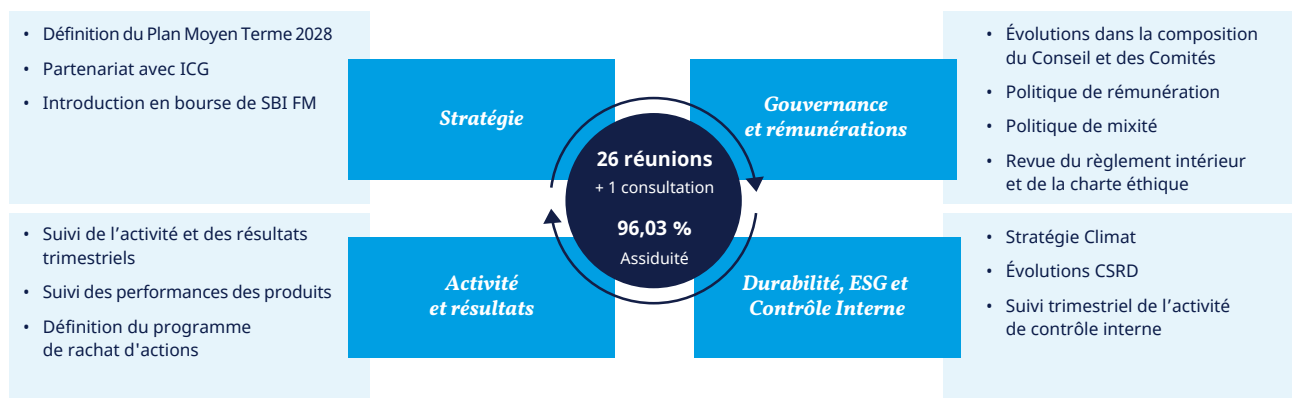 • Définition du Plan Moyen Terme 2028
• Partenariat avec ICG
• Introduction en bourse de SBI FM
Stratégie
Gouvernance
et rémunérations
• Évolutions dans la composition
du Conseil et des Comités
• Politique de rémunération
• Politique de mixité
• Revue du règlement intérieur
et de la charte éthique
26 réunions
+ 1 consultation
96,03 %
Assiduité
• Suivi de l’activité et des résultats
trimestriels
• Suivi des performances des produits
• Définition du programme
de rachat d'actions
Activité
et résultats
Durabilité, ESG et
Contrôle Interne
• Stratégie Climat
• Évolutions CSRD
• Suivi trimestriel de l’activité
de contrôle interne